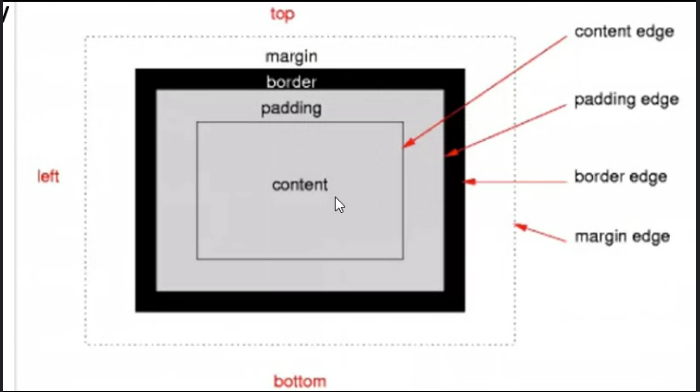 top
content edge
margin
border
padding
padding edge
left
content
border edge
margin edge
bottom